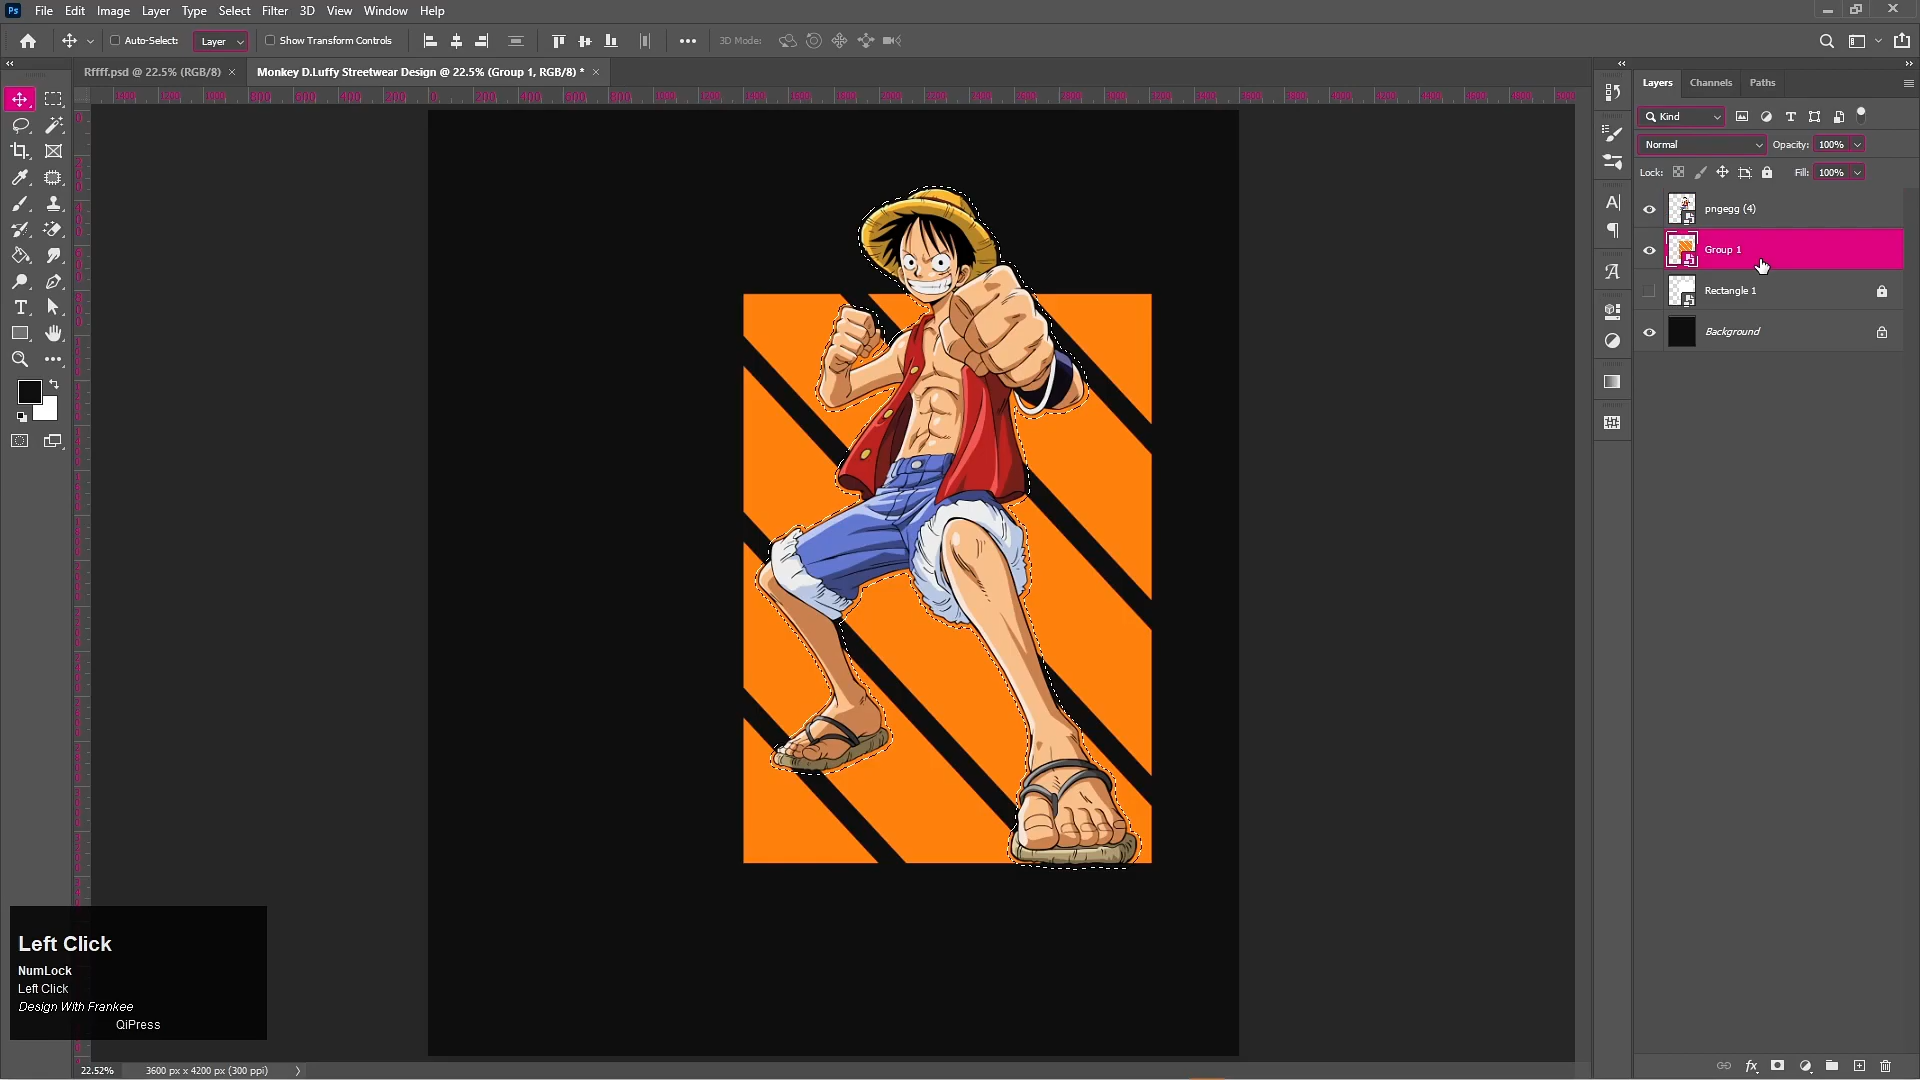 Ps File Edit Image Layer Type Select Filter 3D View Window Help
Auto-Select: Layer Show Transform Controls 3D Mode:
Rffff.psd @ 22.5% (RGB/8) × Monkey D.Luffy Streetwear Design @ 22.5% (Group 1, RGB/8) * ×
Layers Channels Paths
Kind
Normal Opacity: 100%
Lock: Fill: 100%
pngegg (4)
Group 1
Rectangle 1
Background
Left Click
NumLock
Left Click
Design With Frankee
QiPress
22.52% 3600 px x 4200 px (300 ppi)